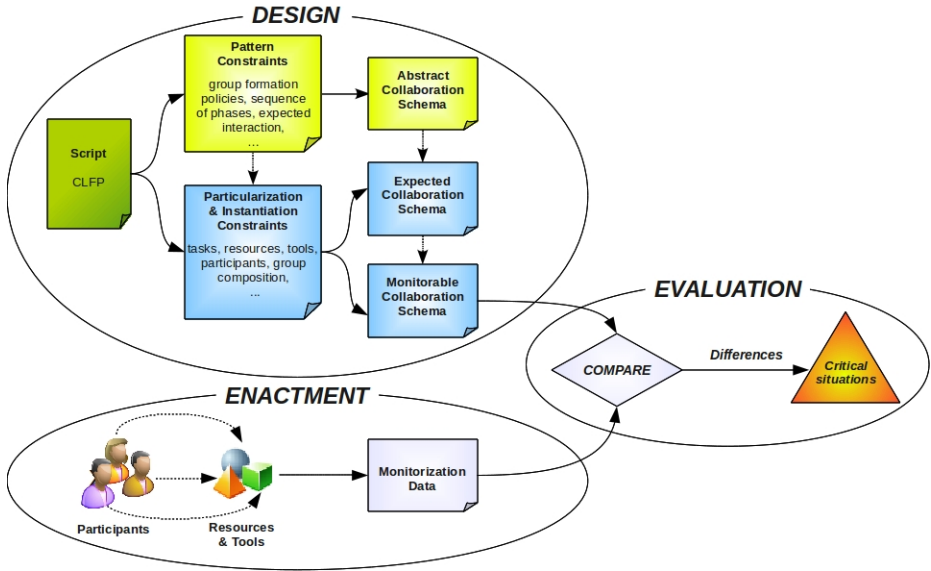 DESIGN
Pattern
Constraints
group formation
policies, sequence
of phases, expected
interaction,
...
Abstract
Collaboration
Schema
Script
CLFP
Particularization
& Instantiation
Constraints
tasks, resources, tools,
participants, group
composition,
...
Expected
Collaboration
Schema
Monitorable
Collaboration
Schema
EVALUATION
COMPARE
Differences
Critical
situations
ENACTMENT
Participants
Resources
& Tools
Monitorization
Data